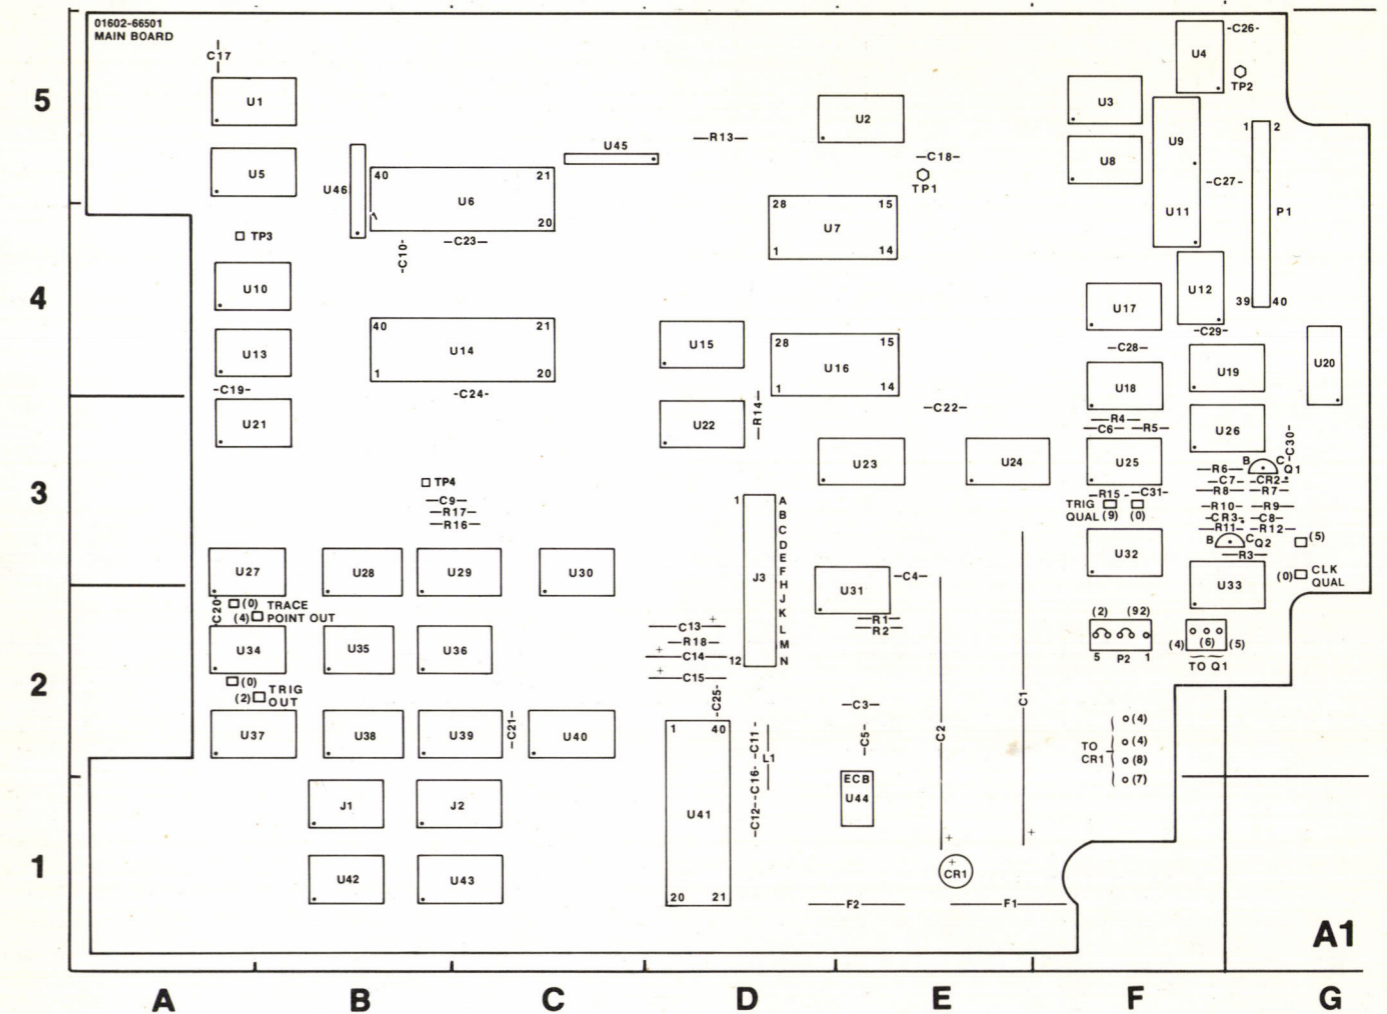 01602-66501
MAIN BOARD
C17
U4
-C26-
TP2
5
U1
U2
U3
1 2
U45
R13
U9
U5
U46
40 21
C18
U8
TP1
C27
U6
28 15
U11
P1
20
U7
TP3
C10
C23
1 14
U10
U12
4
39 40
U17
C29
40 21
U14
1 20
U15
28 15
U16
1 14
U13
C28
U19
U20
C19
C24
R14
U18
U21
U22
C22
R4
C6 R5
U26
C30
U23
U24
U25
B C Q1
R6
C7 CR2
R8 R7
3
TP4
C9
R17
R16
1
A
B
C
D
E
F
H
J
K
L
M
N
J3
12
R15 C31
TRIG
QUAL (9) (0)
R10 R9
CR3 C8
R11 R12
B C Q2
R3
(5)
U32
(0) CLK
QUAL
U27
U28
U29
U30
C4
U31
U33
C20
(0) TRACE
(4) POINT OUT
R1
R2
(2) (92)
5 P2 1
(4) (6) (5)
TO Q1
C13 +
R18
+ C14
+ C15
U34
U35
U36
2
(0)
(2) TRIG
OUT
C25
C3
C2
C1
U37
U38
C21
U39
U40
1 40
C11
L1
C5
TO
CR1
(4)
(4)
(8)
(7)
C16
ECB
U44
J1
J2
U41
C12
+
+
1
U42
U43
20 21
+
CR1
F2
F1
A1
A B C D E F G